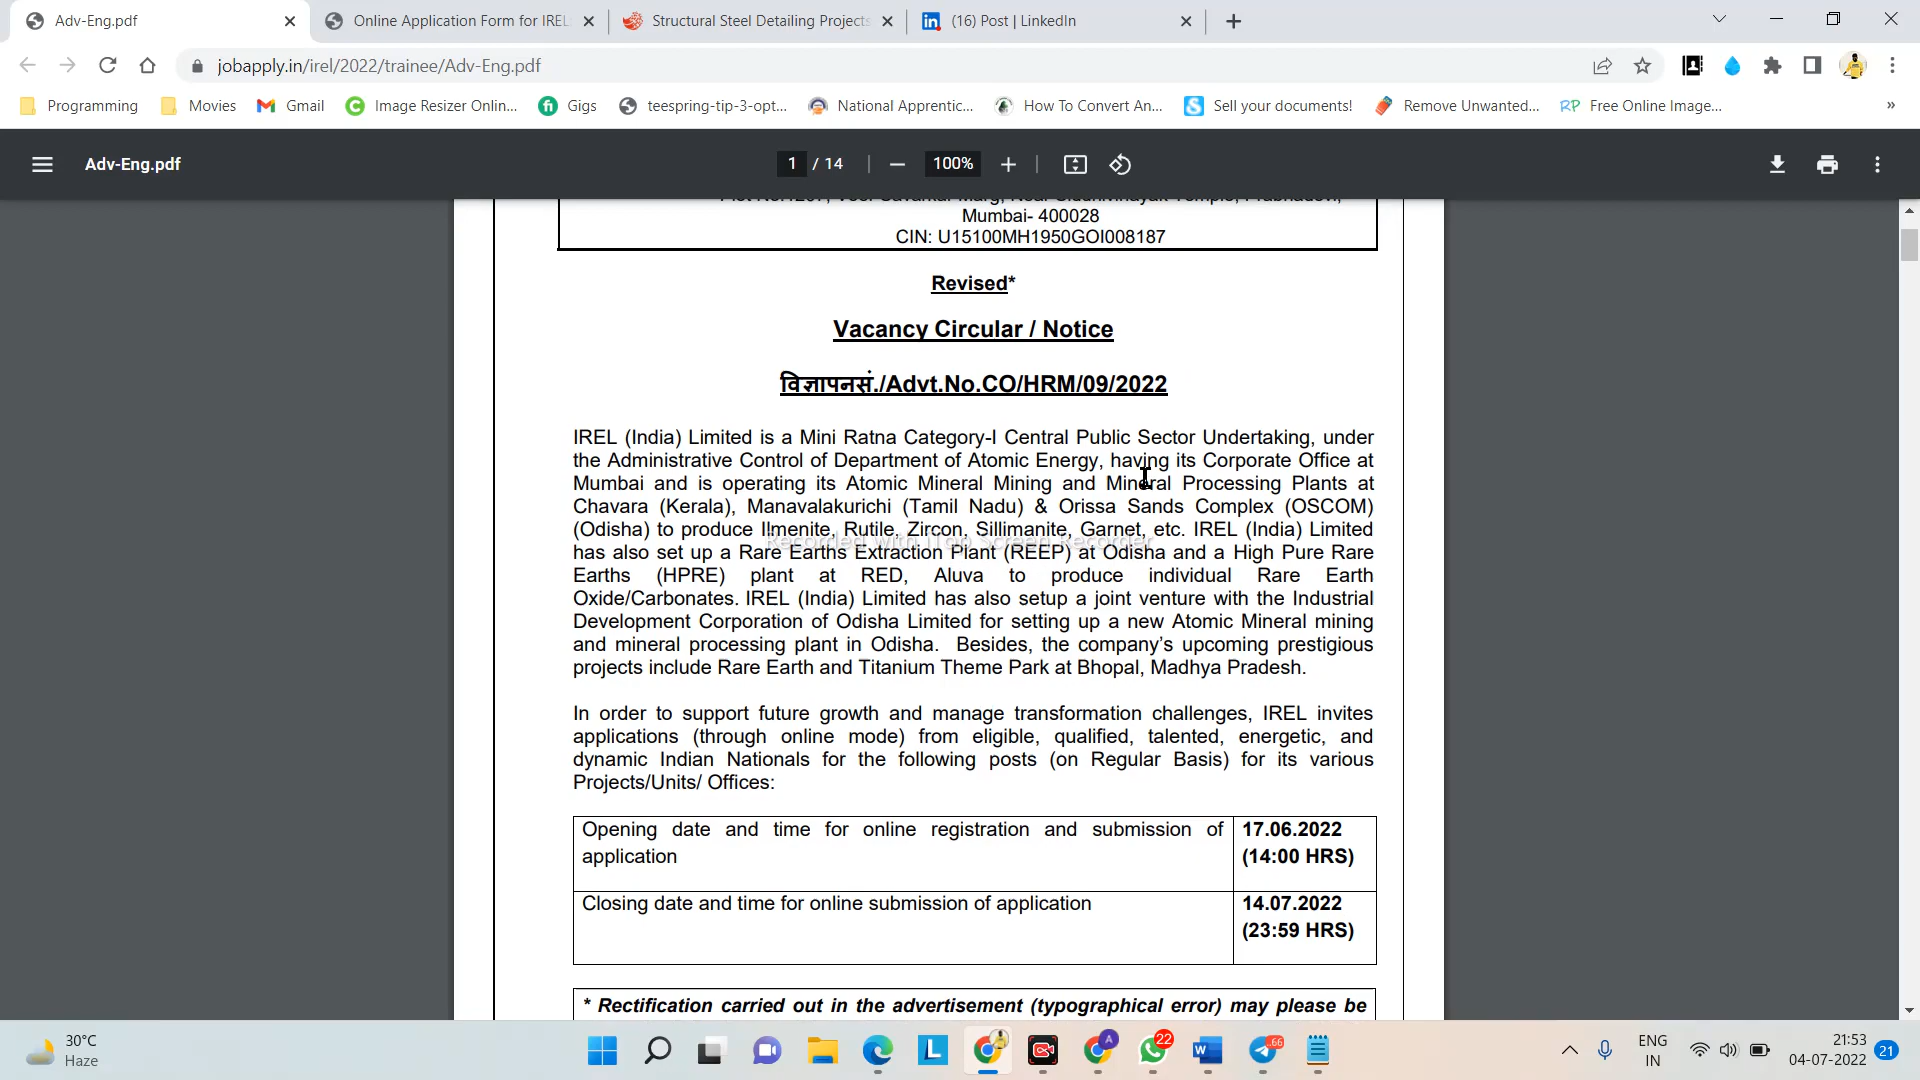 Adv-Eng.pdf
Online Application Form for IREL
Structural Steel Detailing Projects
(16) Post | LinkedIn
jobapply.in/irel/2022/trainee/Adv-Eng.pdf
Programming
Movies
Gmail
Image Resizer Onlin...
Gigs
teespring-tip-3-opt...
National Apprentic...
How To Convert An...
Sell your documents!
Remove Unwanted...
Free Online Image...
»
Adv-Eng.pdf
1 / 14
100%
Mumbai- 400028
CIN: U15100MH1950GOI008187
Revised*
Vacancy Circular / Notice
विज्ञापनसं./Advt.No.CO/HRM/09/2022
IREL (India) Limited is a Mini Ratna Category-I Central Public Sector Undertaking, under
the Administrative Control of Department of Atomic Energy, having its Corporate Office at
Mumbai and is operating its Atomic Mineral Mining and Mineral Processing Plants at
Chavara (Kerala), Manavalakurichi (Tamil Nadu) & Orissa Sands Complex (OSCOM)
(Odisha) to produce Ilmenite, Rutile, Zircon, Sillimanite, Garnet, etc. IREL (India) Limited
Recorded with iTop Screen Recorder
has also set up a Rare Earths Extraction Plant (REEP) at Odisha and a High Pure Rare
Earths (HPRE) plant at RED, Aluva to produce individual Rare Earth
Oxide/Carbonates. IREL (India) Limited has also setup a joint venture with the Industrial
Development Corporation of Odisha Limited for setting up a new Atomic Mineral mining
and mineral processing plant in Odisha. Besides, the company's upcoming prestigious
projects include Rare Earth and Titanium Theme Park at Bhopal, Madhya Pradesh.
In order to support future growth and manage transformation challenges, IREL invites
applications (through online mode) from eligible, qualified, talented, energetic, and
dynamic Indian Nationals for the following posts (on Regular Basis) for its various
Projects/Units/ Offices:
Opening date and time for online registration and submission of
application
17.06.2022
(14:00 HRS)
Closing date and time for online submission of application
14.07.2022
(23:59 HRS)
* Rectification carried out in the advertisement (typographical error) may please be
30°C
Haze
22
66
ENG
IN
21:53
04-07-2022
21